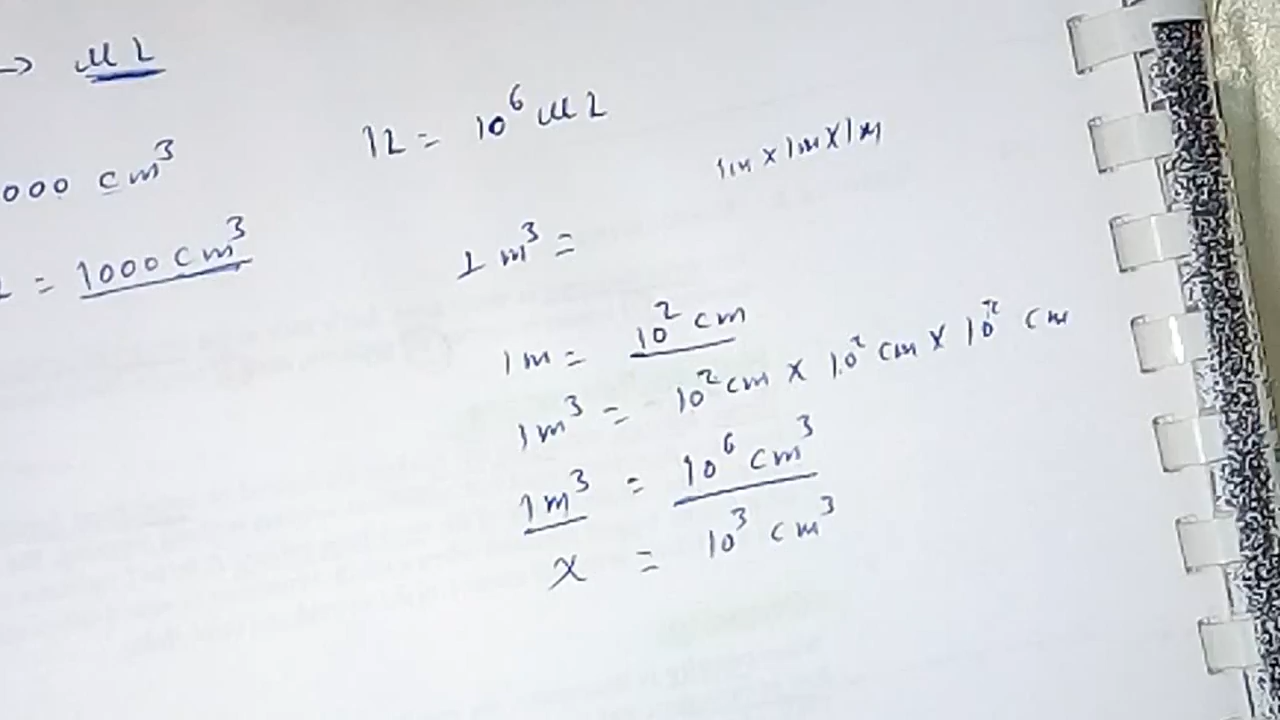 → μL
000 cm³
= 1000 cm³
1L = 10⁶ μL
1m x 1m x 1m
1 m³ =
1m = 10² cm
1m³ = 10² cm x 10² cm x 10² cm
1m³ = 10⁶ cm³
x = 10³ cm³